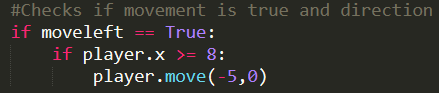 #Checks if movement is true and direction
if moveleft == True:
    if player.x >= 8:
        player.move(-5,0)